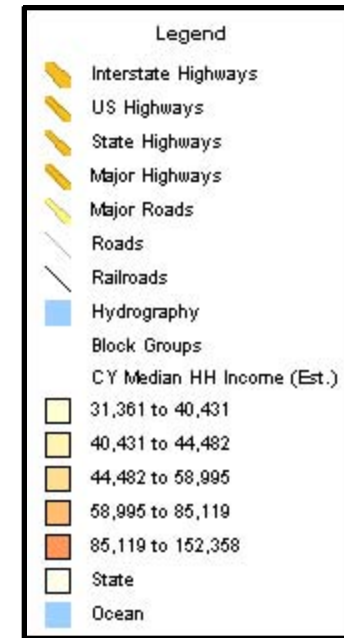 Legend
Interstate Highways
US Highways
State Highways
Major Highways
Major Roads
Roads
Railroads
Hydrography
Block Groups
CY Median HH Income (Est.)
31,361 to 40,431
40,431 to 44,482
44,482 to 58,995
58,995 to 85,119
85,119 to 152,358
State
Ocean